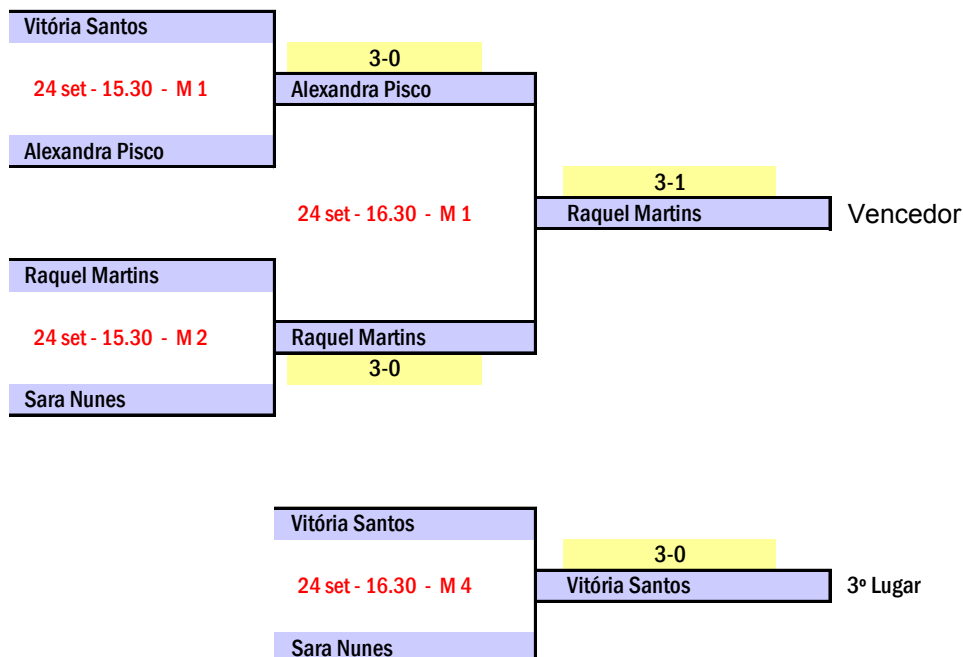 Vitória Santos
3-0
24 set - 15.30 - M 1
Alexandra Pisco
Alexandra Pisco
3-1
24 set - 16.30 - M 1
Raquel Martins
Vencedor
Raquel Martins
24 set - 15.30 - M 2
Raquel Martins
3-0
Sara Nunes
Vitória Santos
3-0
24 set - 16.30 - M 4
Vitória Santos
3º Lugar
Sara Nunes